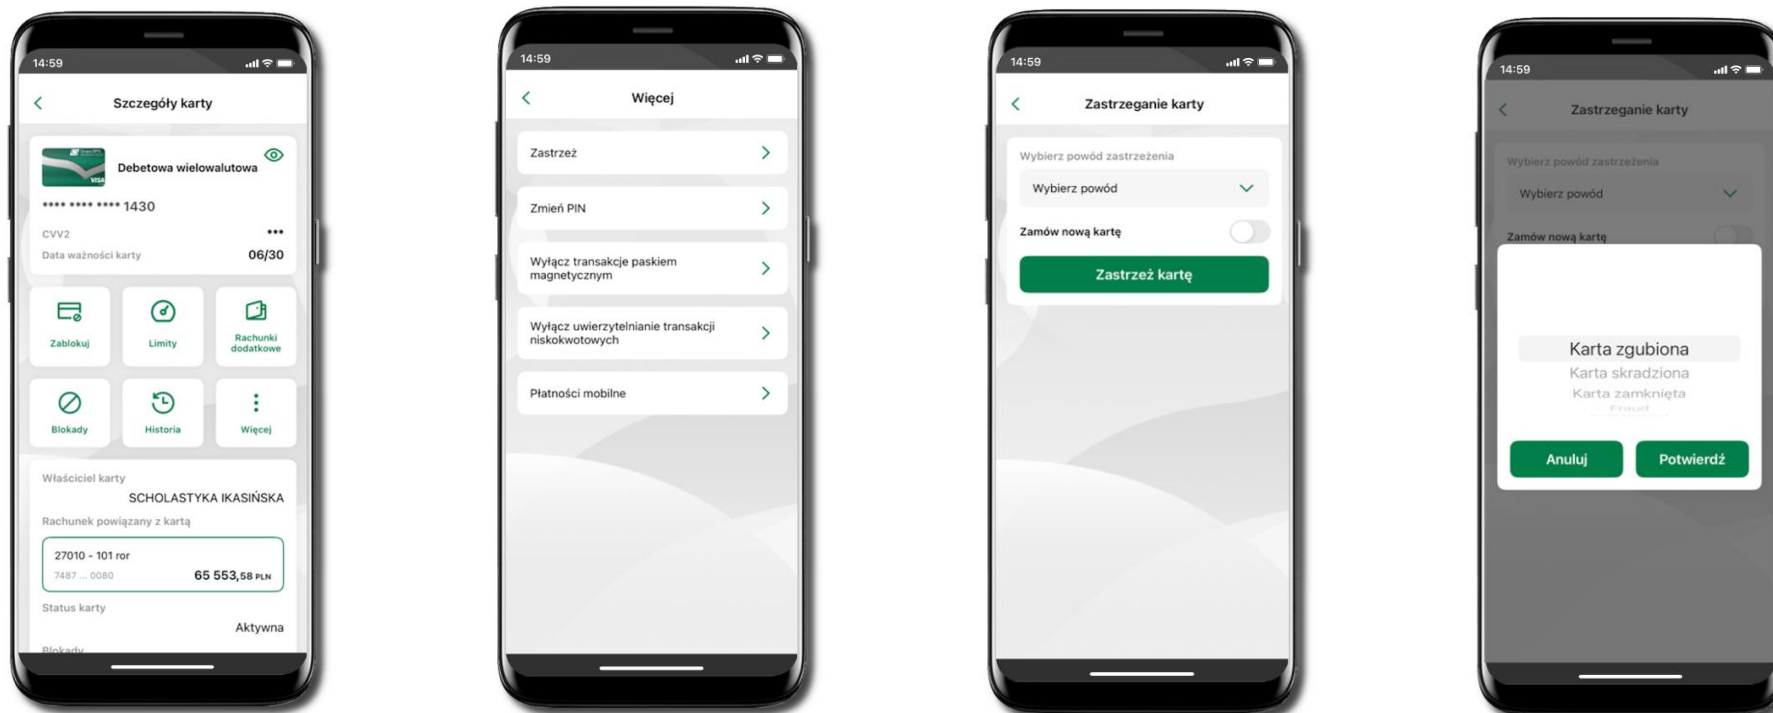 14:59
Szczegóły karty
Debetowa wielowalutowa
VISA
**** **** **** 1430
CVV2 •••
Data ważności karty 06/30
Zablokuj
Limity
Rachunki
dodatkowe
Blokady
Historia
Więcej
Właściciel karty
SCHOLASTYKA IKASIŃSKA
Rachunek powiązany z kartą
27010 - 101 ror
7487 ... 0080 65 553,58 PLN
Status karty
Aktywna
Blokady
14:59
Więcej
Zastrzeż
Zmień PIN
Wyłącz transakcje paskiem
magnetycznym
Wyłącz uwierzytelnianie transakcji
niskokwotowych
Płatności mobilne
14:59
Zastrzeganie karty
Wybierz powód zastrzeżenia
Wybierz powód
Zamów nową kartę
Zastrzeż kartę
14:59
Zastrzeganie karty
Wybierz powód zastrzeżenia
Wybierz powód
Zamów nową kartę
Karta zgubiona
Karta skradziona
Karta zamknięta
Fraud
Anuluj
Potwierdź